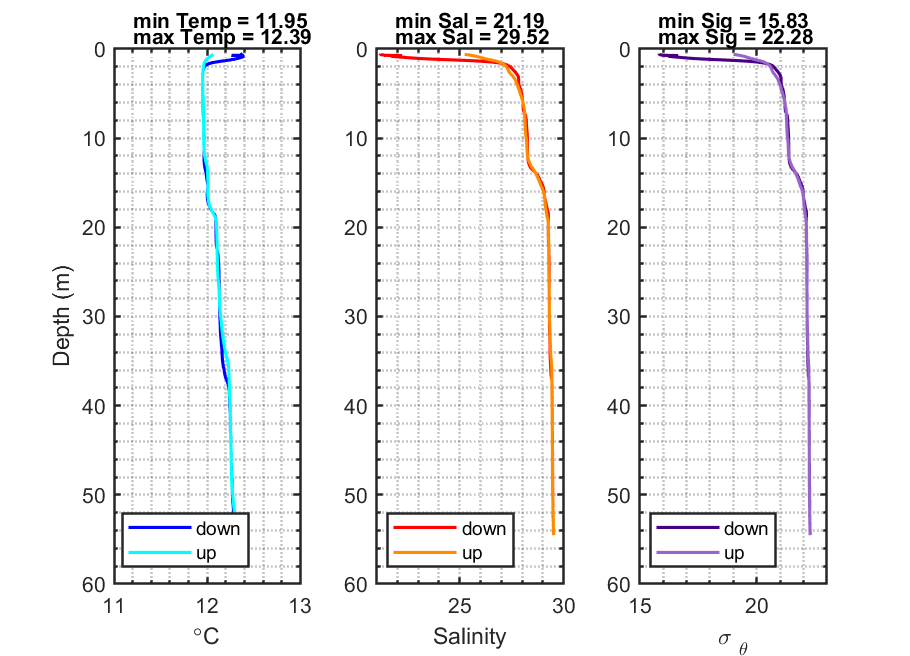 min Temp = 11.95
max Temp = 12.39
min Sal = 21.19
max Sal = 29.52
min Sig = 15.83
max Sig = 22.28
Depth (m)
0
10
20
30
40
50
60
11
12
13
°C
down
up
0
10
20
30
40
50
60
25
30
Salinity
down
up
0
10
20
30
40
50
60
15
20
σ θ
down
up